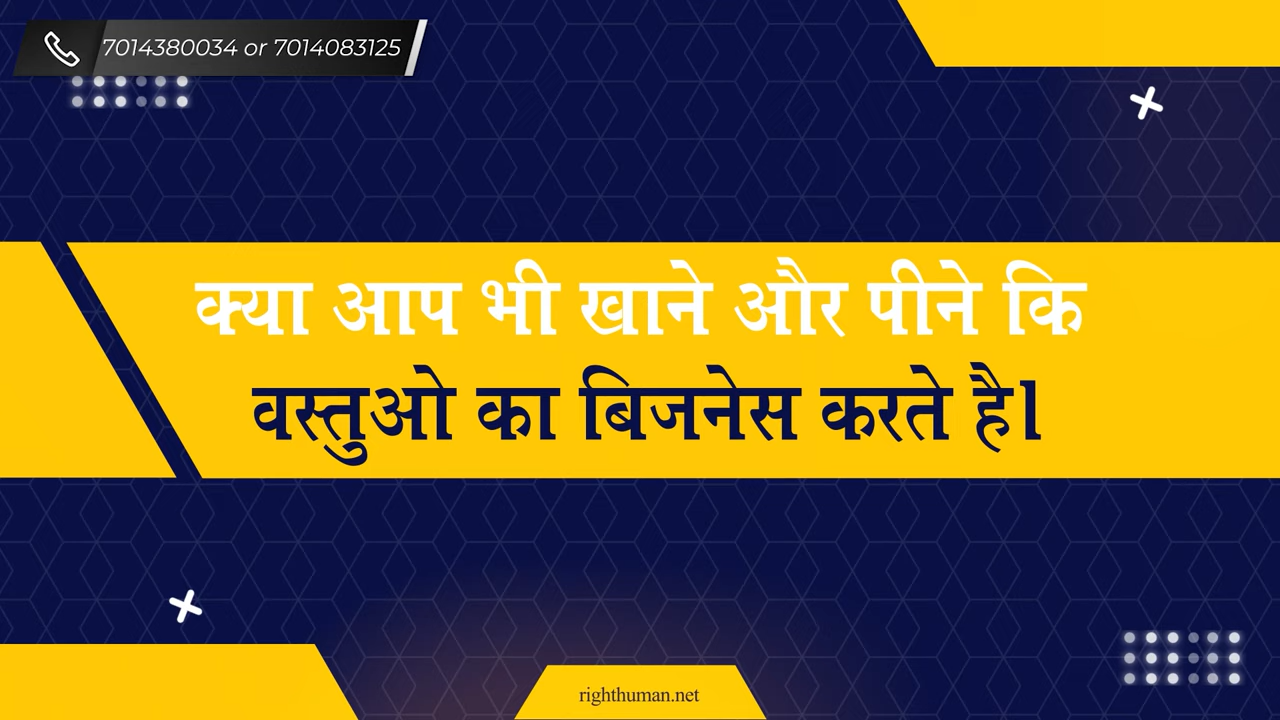 7014380034 or 7014083125
क्या आप भी खाने और पीने कि
वस्तुओ का बिजनेस करते है।
righthuman.net